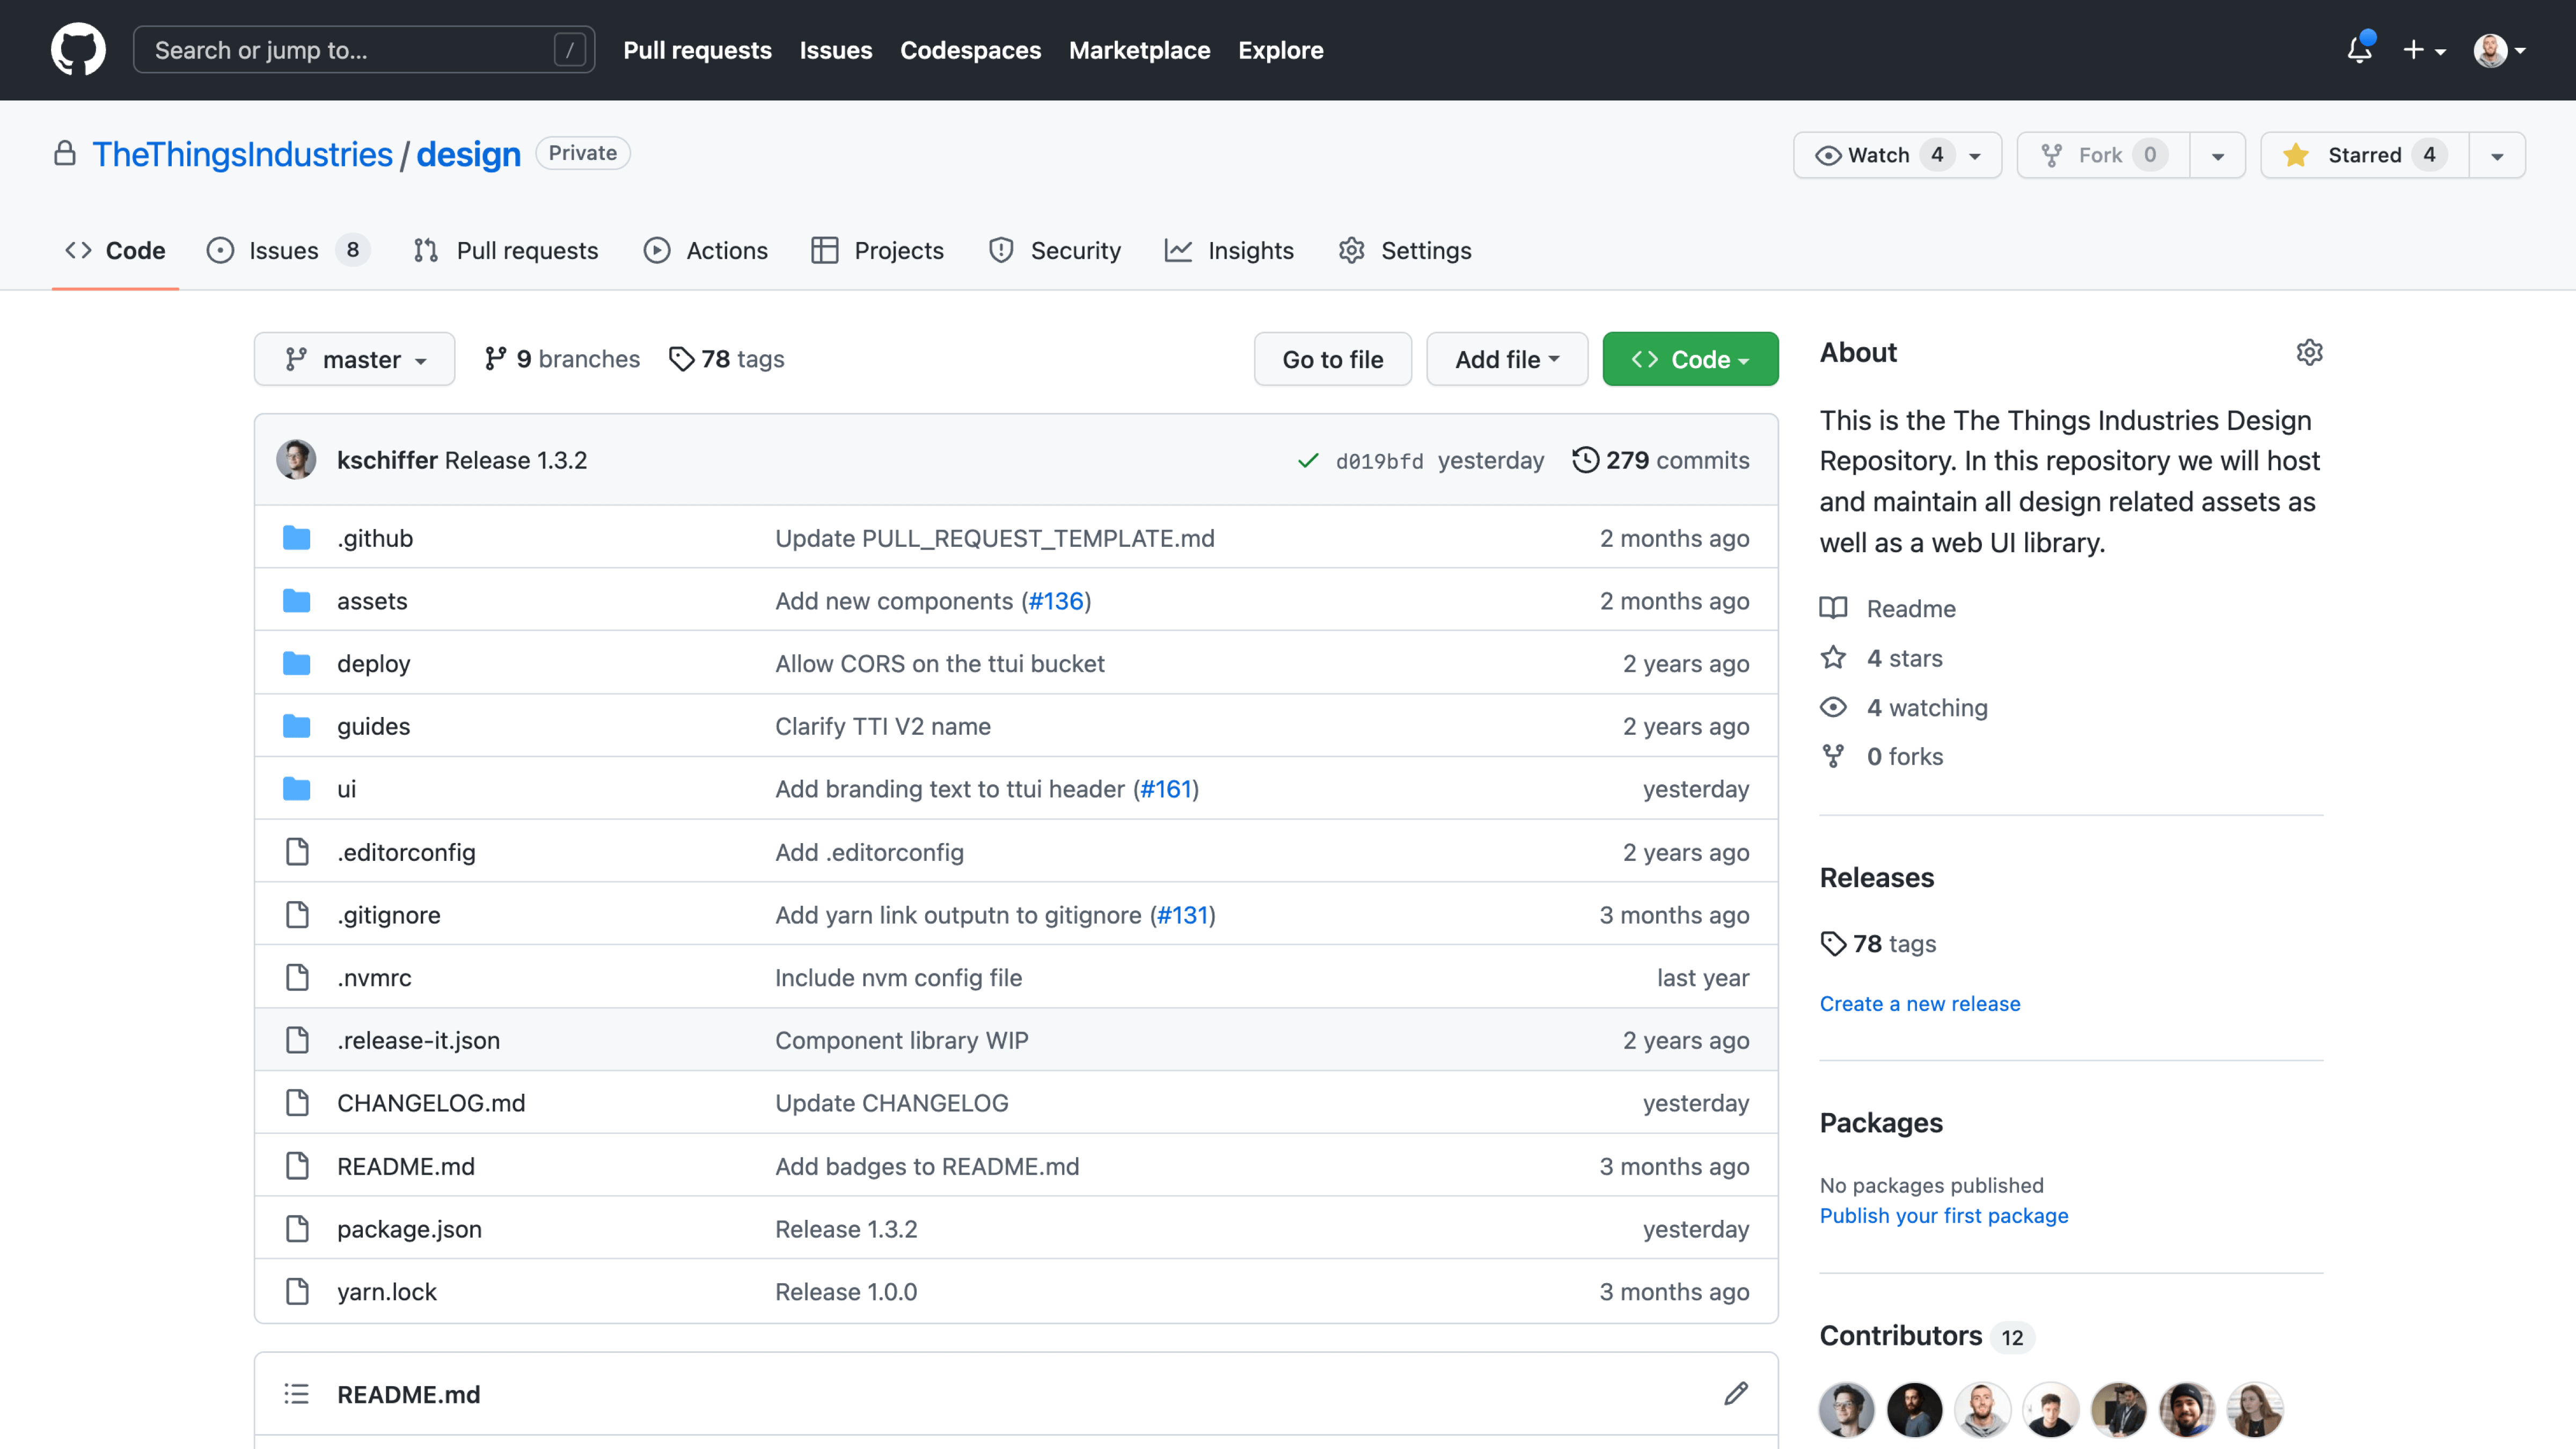 Search or jump to... / Pull requests Issues Codespaces Marketplace Explore
TheThingsIndustries / design Private Watch 4 Fork 0 Starred 4
Code Issues 8 Pull requests Actions Projects Security Insights Settings
master 9 branches 78 tags Go to file Add file Code
kschiffer Release 1.3.2 d019bfd yesterday 279 commits
.github Update PULL_REQUEST_TEMPLATE.md 2 months ago
assets Add new components (#136) 2 months ago
deploy Allow CORS on the ttui bucket 2 years ago
guides Clarify TTI V2 name 2 years ago
ui Add branding text to ttui header (#161) yesterday
.editorconfig Add .editorconfig 2 years ago
.gitignore Add yarn link outputn to gitignore (#131) 3 months ago
.nvmrc Include nvm config file last year
.release-it.json Component library WIP 2 years ago
CHANGELOG.md Update CHANGELOG yesterday
README.md Add badges to README.md 3 months ago
package.json Release 1.3.2 yesterday
yarn.lock Release 1.0.0 3 months ago
README.md
About
This is the The Things Industries Design
Repository. In this repository we will host
and maintain all design related assets as
well as a web UI library.
Readme
4 stars
4 watching
0 forks
Releases
78 tags
Create a new release
Packages
No packages published
Publish your first package
Contributors 12